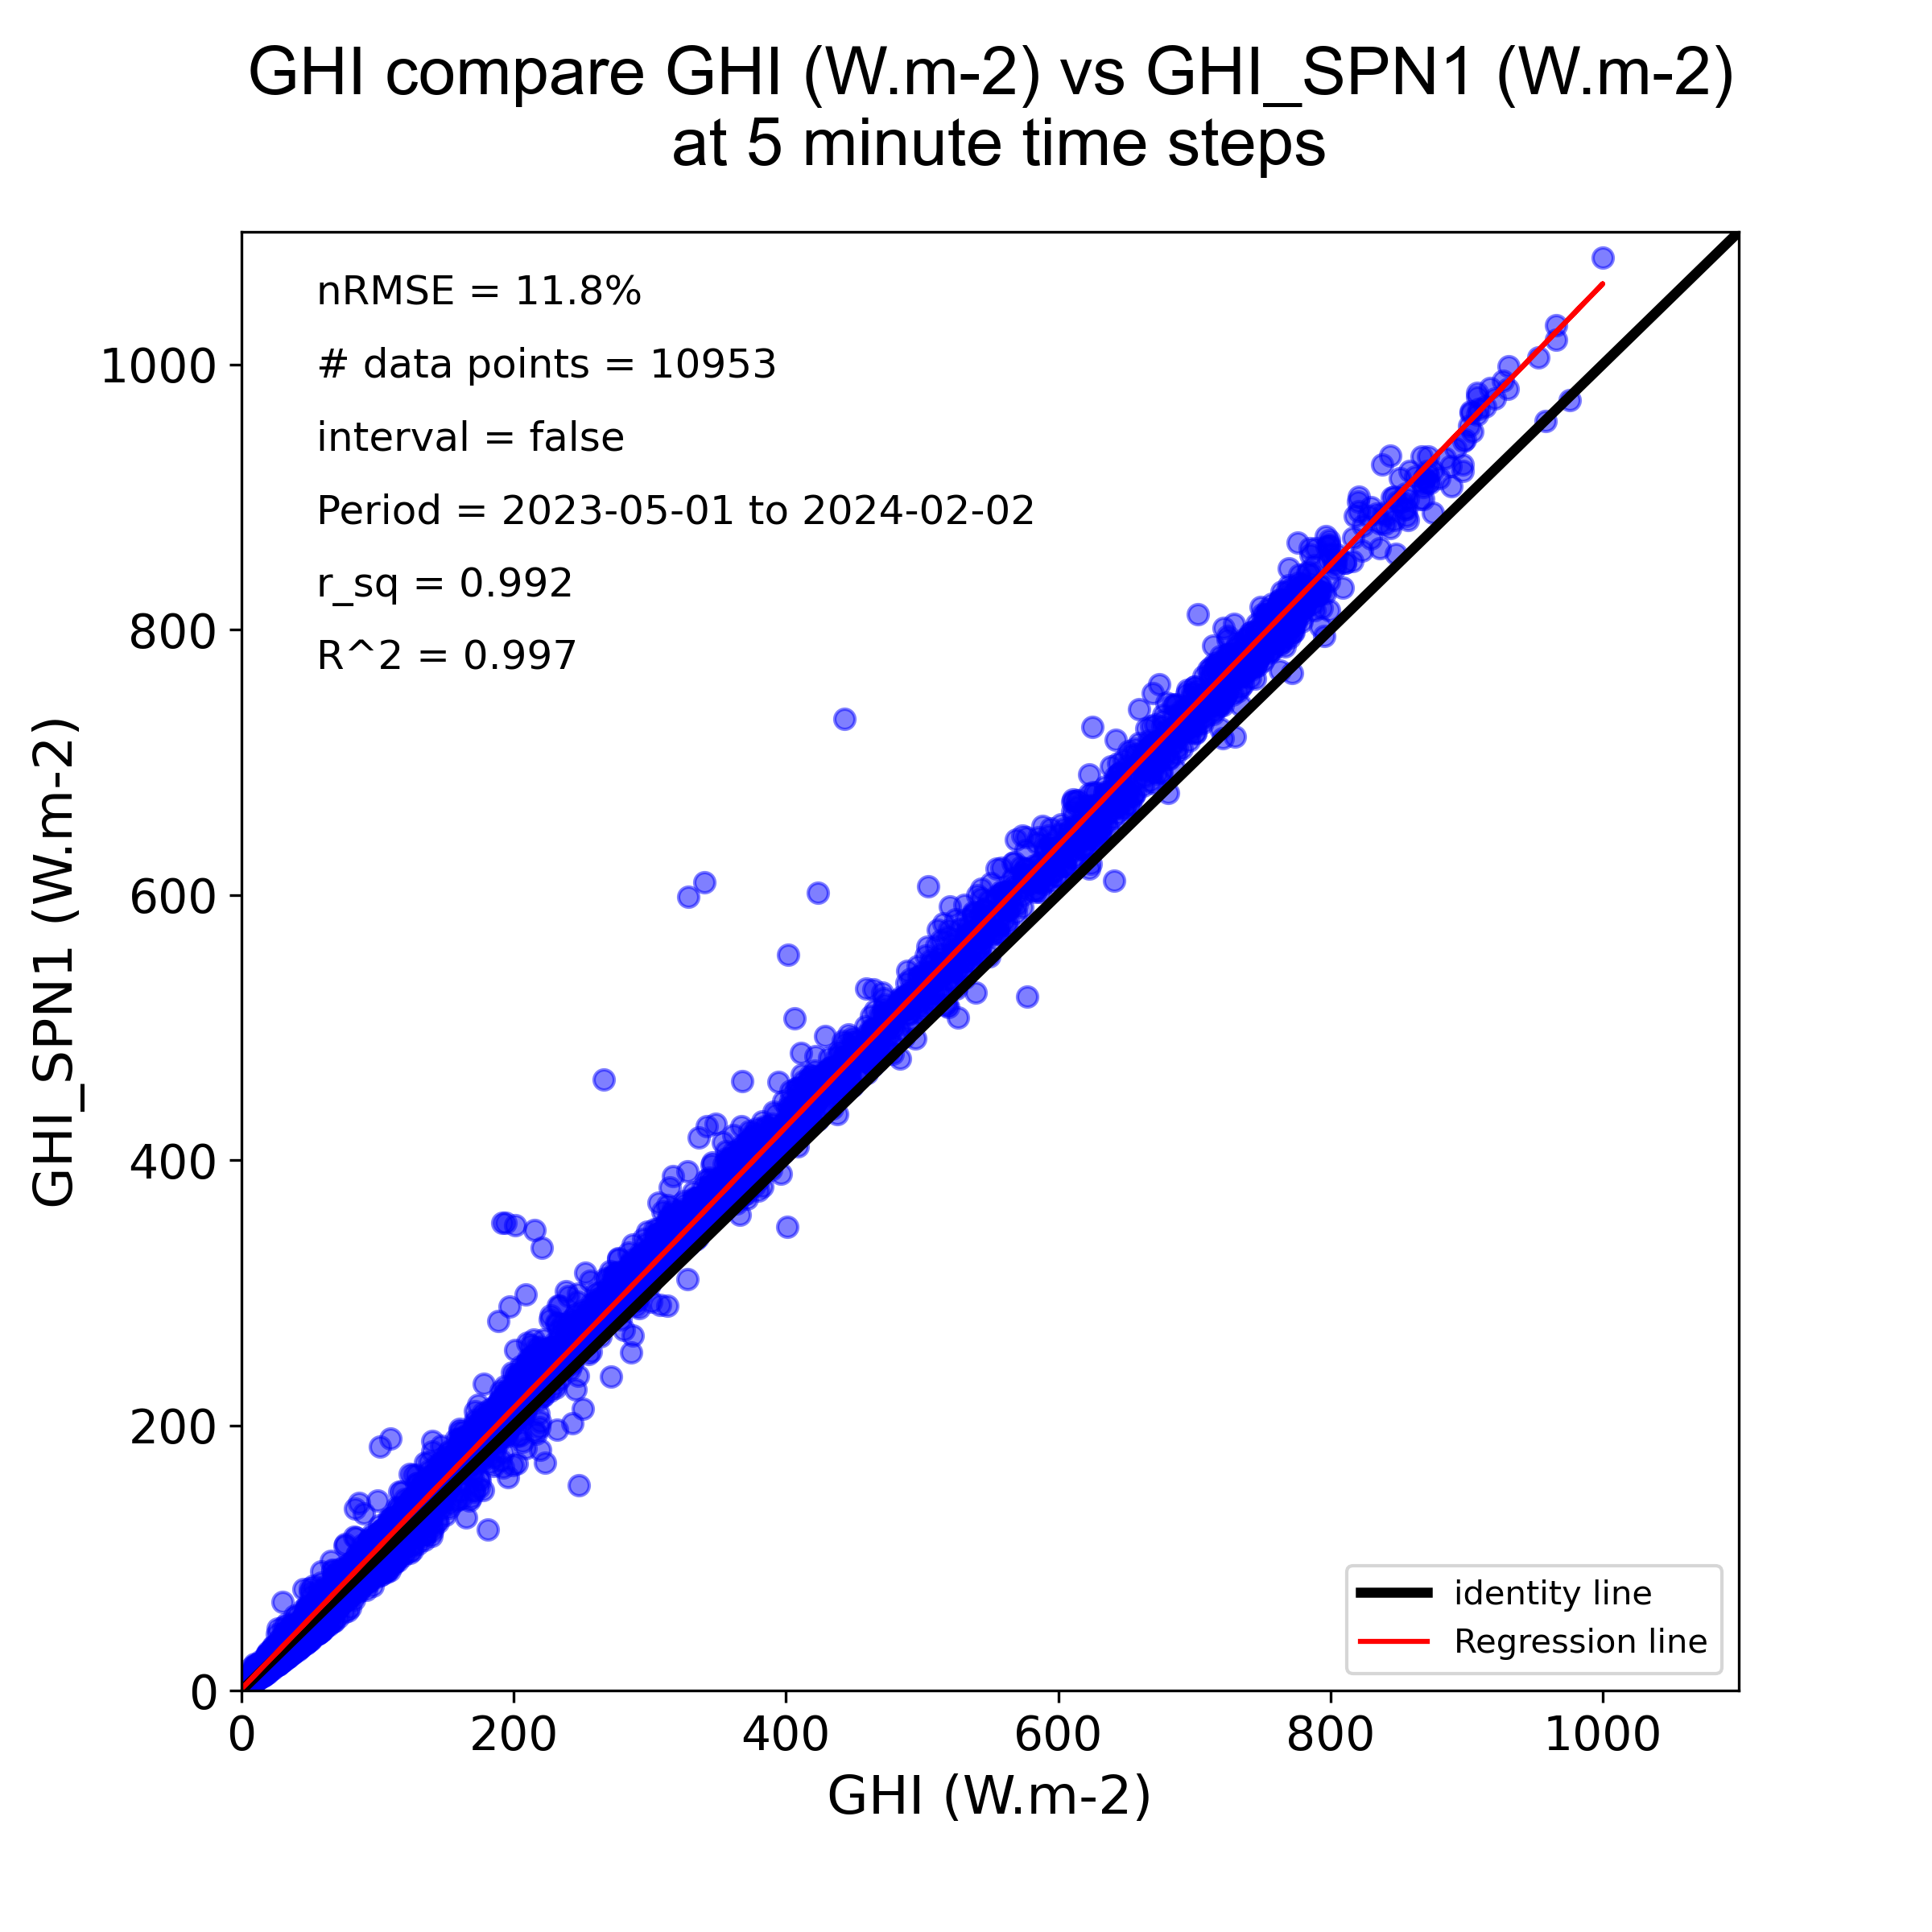 GHI compare GHI (W.m-2) vs GHI_SPN1 (W.m-2)
at 5 minute time steps
nRMSE = 11.8%
# data points = 10953
interval = false
Period = 2023-05-01 to 2024-02-02
r_sq = 0.992
R^2 = 0.997
GHI_SPN1 (W.m-2)
1000
800
600
400
200
0
identity line
Regression line
0 200 400 600 800 1000
GHI (W.m-2)